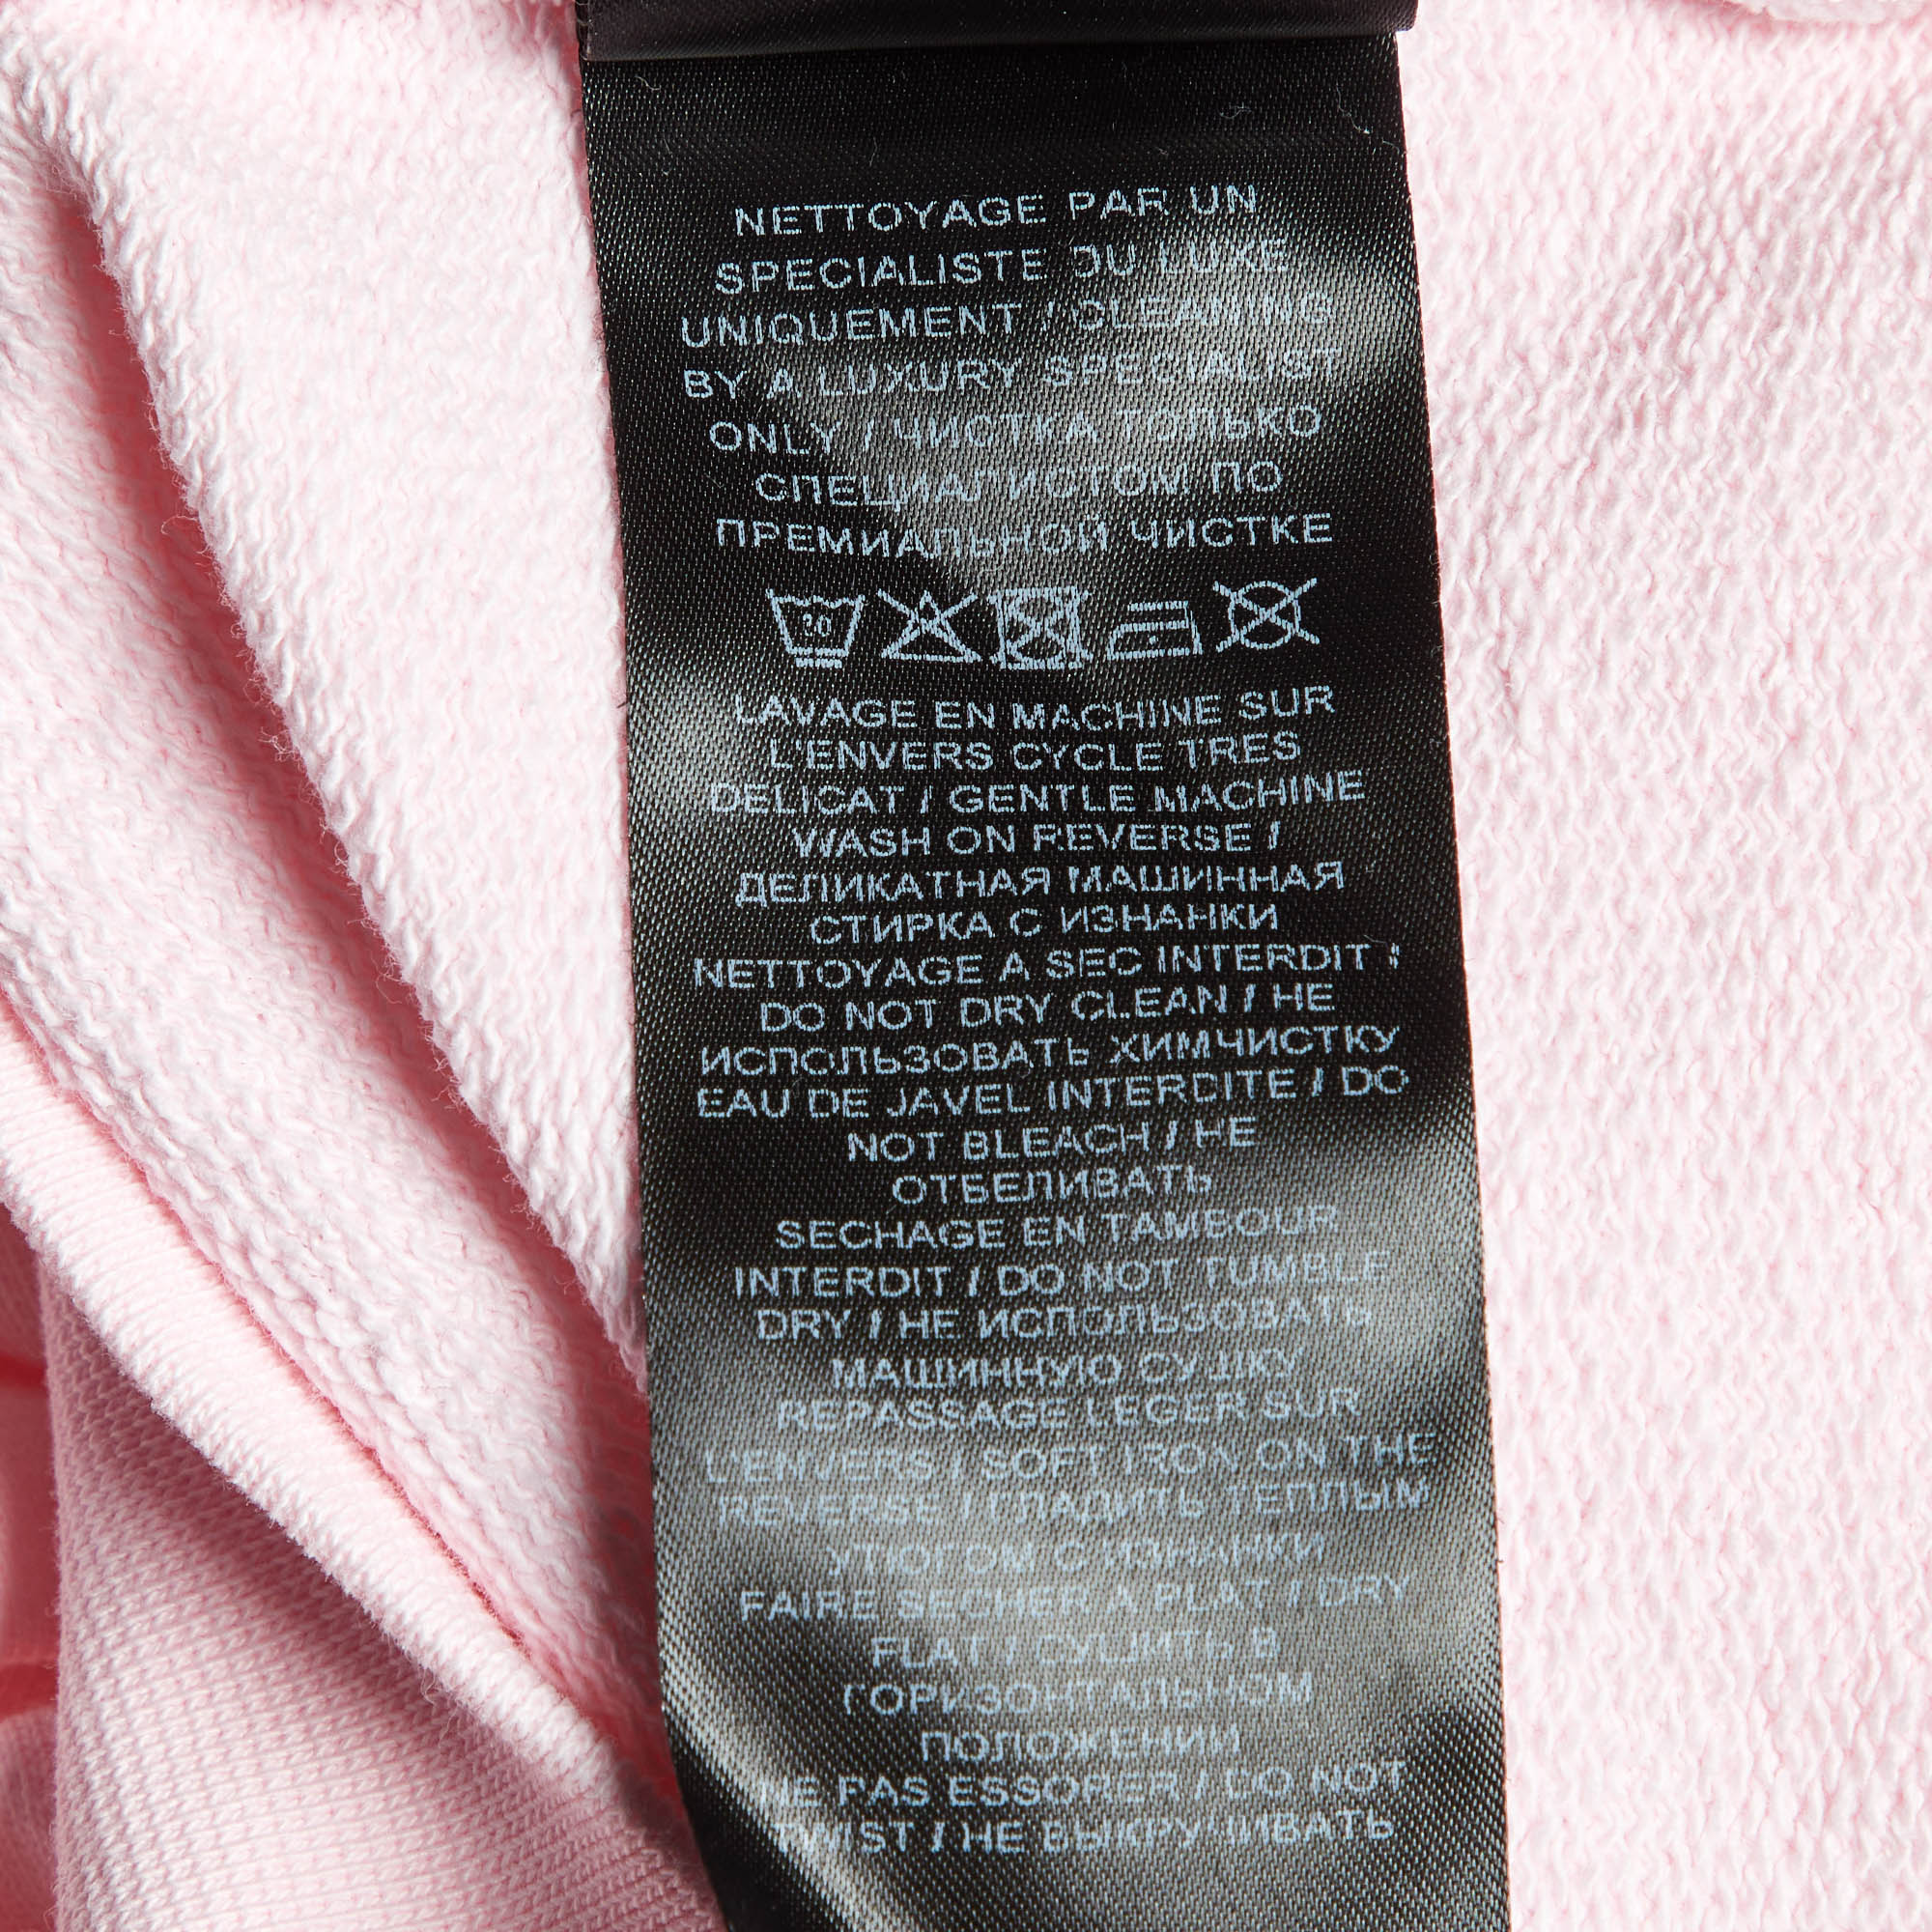 NETTOYAGE PAR UN
SPECIALISTE DU LUXE
UNIQUEMENT / CLEANING
BY A LUXURY SPECIALIST
ONLY / ЧИСТКА ТОЛЬКО
СПЕЦИАЛИСТОМ ПО
ПРЕМИАЛЬНОЙ ЧИСТКЕ
30
LAVAGE EN MACHINE SUR
L'ENVERS CYCLE TRES
DELICAT / GENTLE MACHINE
WASH ON REVERSE /
ДЕЛИКАТНАЯ МАШИННАЯ
СТИРКА С ИЗНАНКИ
NETTOYAGE A SEC INTERDIT /
DO NOT DRY CLEAN / НЕ
ИСПОЛЬЗОВАТЬ ХИМЧИСТКУ
EAU DE JAVEL INTERDITE / DO
NOT BLEACH / НЕ
ОТБЕЛИВАТЬ
SECHAGE EN TAMBOUR
INTERDIT / DO NOT TUMBLE
DRY / НЕ ИСПОЛЬЗОВАТЬ
МАШИННУЮ СУШКУ
REPASSAGE LEGER SUR
L'ENVERS / SOFT IRON ON THE
REVERSE / ГЛАДИТЬ ТЕПЛЫМ
УТЮГОМ С ИЗНАНКИ
FAIRE SECHER A PLAT / DRY
FLAT / СУШИТЬ В
ГОРИЗОНТАЛЬНОМ
ПОЛОЖЕНИИ
NE PAS ESSORER / DO NOT
TWIST / НЕ ВЫКРУЧИВАТЬ